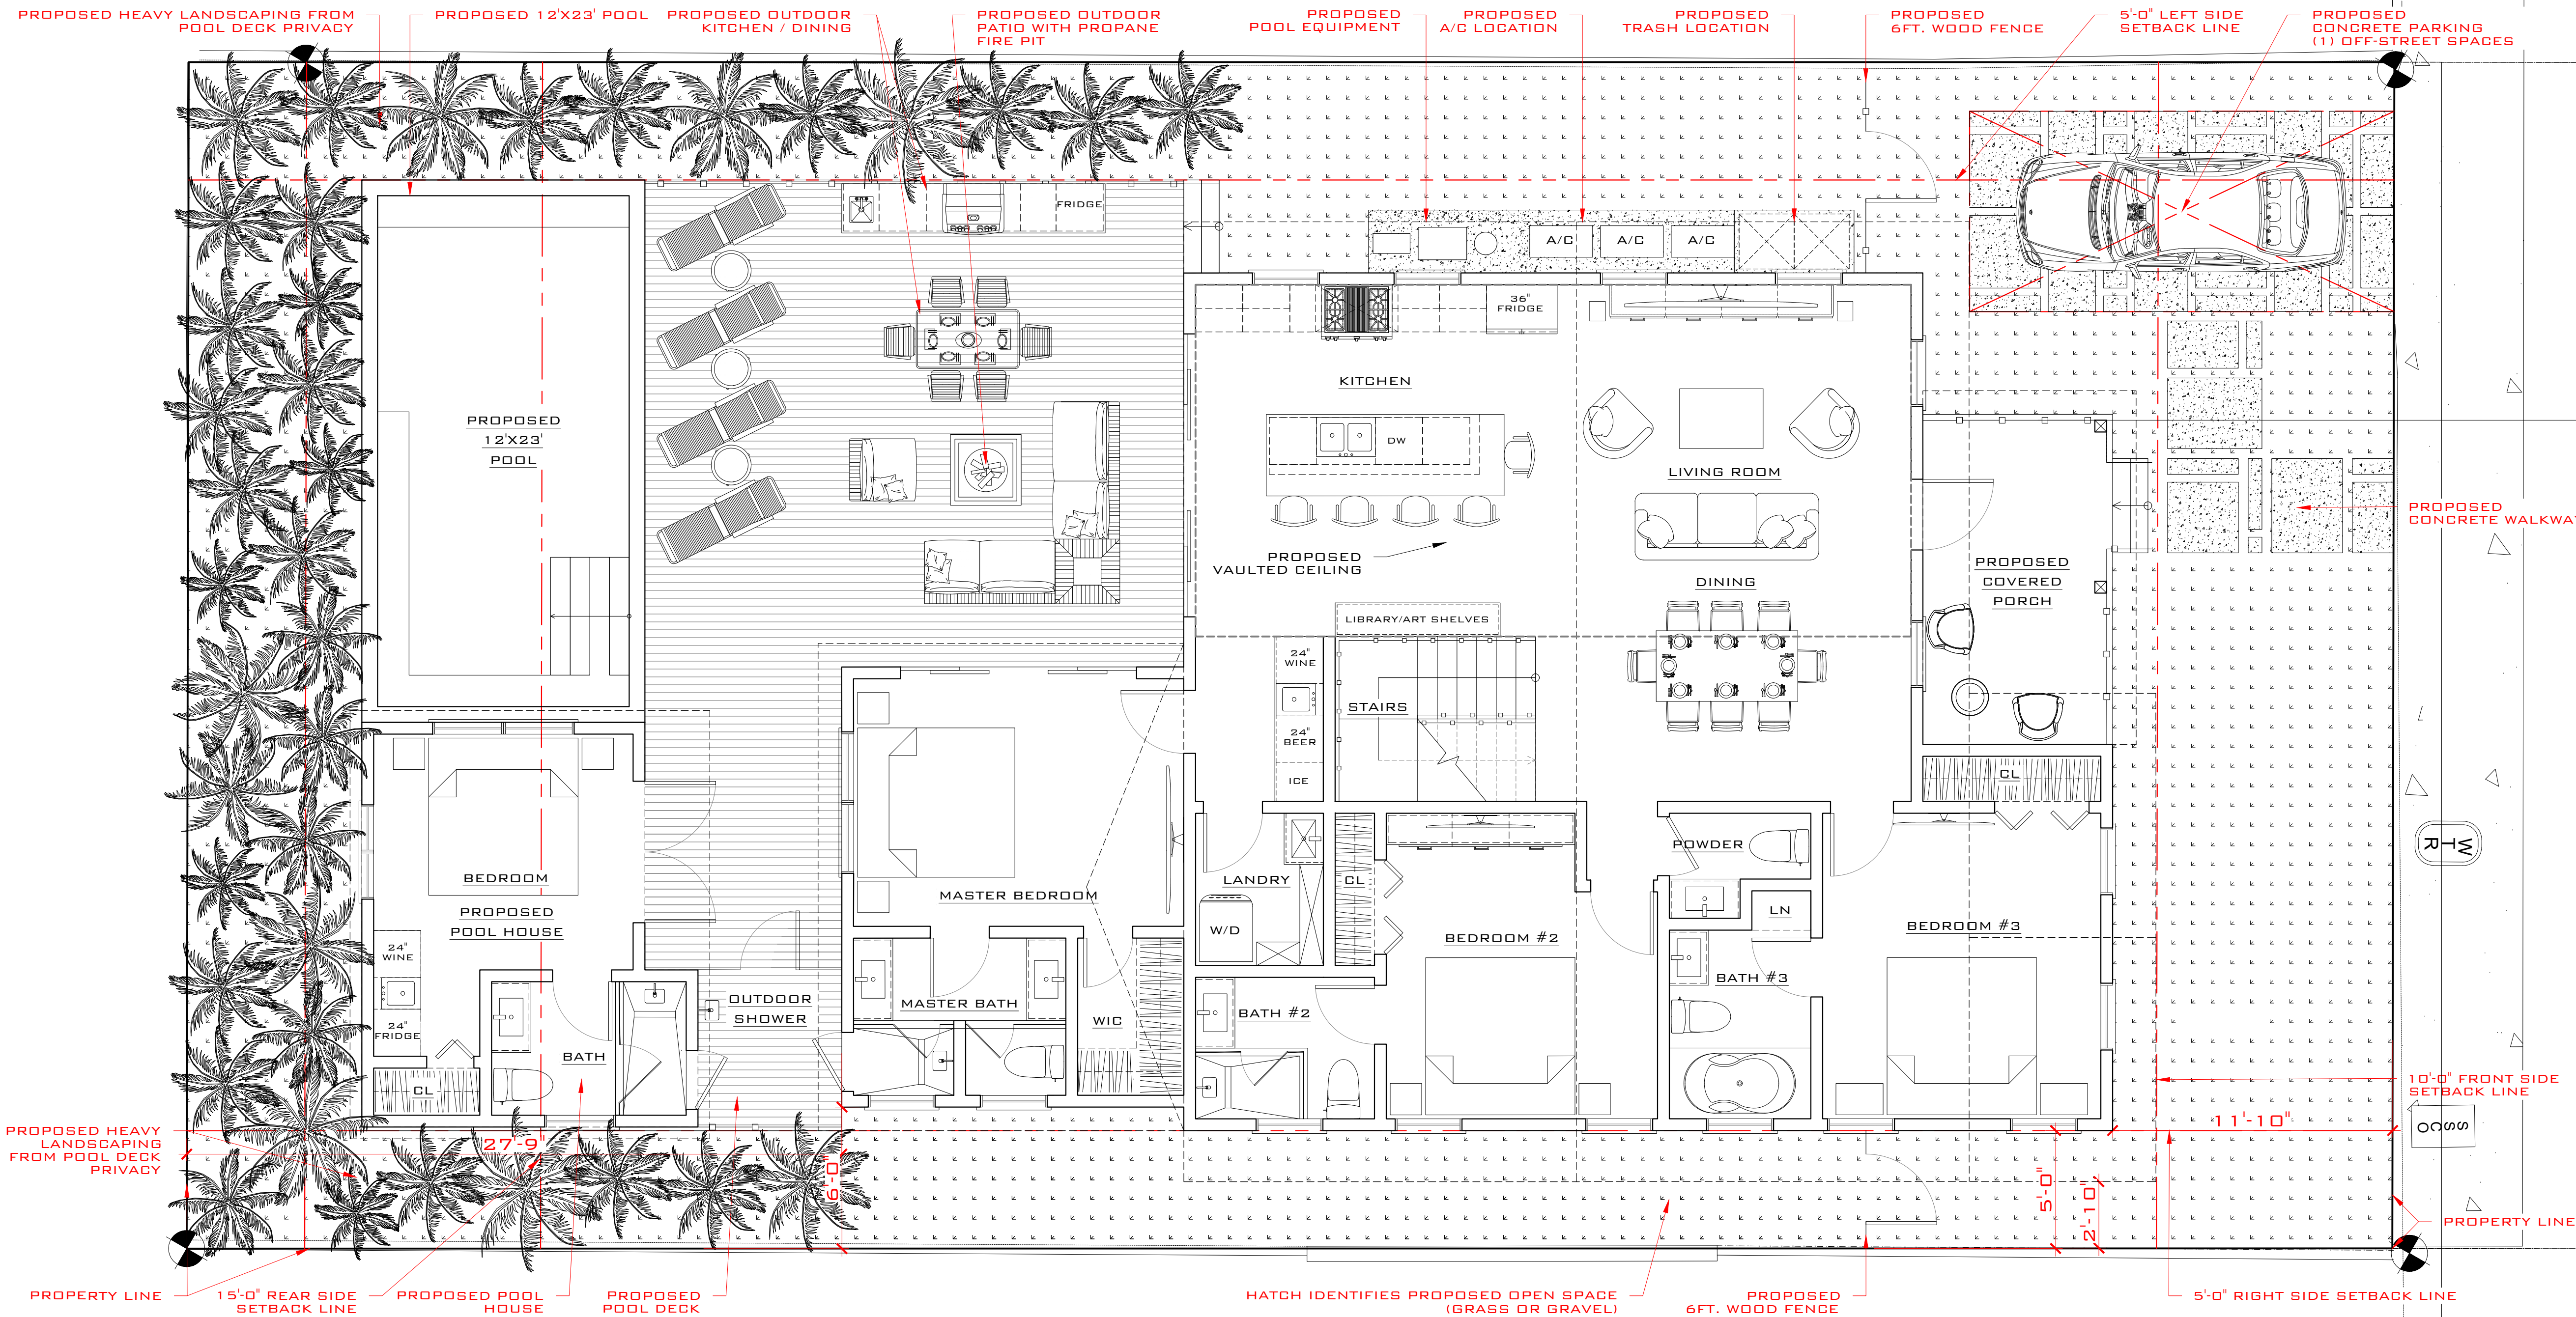 PROPOSED HEAVY LANDSCAPING FROM
POOL DECK PRIVACY
PROPOSED 12'X23' POOL
PROPOSED OUTDOOR
KITCHEN / DINING
PROPOSED OUTDOOR
PATIO WITH PROPANE
FIRE PIT
PROPOSED
POOL EQUIPMENT
PROPOSED
A/C LOCATION
PROPOSED
TRASH LOCATION
PROPOSED
6FT. WOOD FENCE
5'-0" LEFT SIDE
SETBACK LINE
PROPOSED
CONCRETE PARKING
(1) OFF-STREET SPACES
FRIDGE
A/C
A/C
A/C
36"
FRIDGE
KITCHEN
DW
LIVING ROOM
PROPOSED
12'X23'
POOL
PROPOSED
VAULTED CEILING
DINING
PROPOSED
COVERED
PORCH
PROPOSED
CONCRETE WALKWAY
LIBRARY/ART SHELVES
24"
WINE
STAIRS
24"
BEER
ICE
CL
POWDER
LANDRY
CL
W/D
LN
BEDROOM
PROPOSED
POOL HOUSE
MASTER BEDROOM
BEDROOM #2
BEDROOM #3
24"
WINE
24"
FRIDGE
OUTDOOR
SHOWER
MASTER BATH
WIC
BATH #2
BATH #3
BATH
CL
WTR
SSCO
PROPOSED HEAVY
LANDSCAPING
FROM POOL DECK
PRIVACY
27'-9
6'-0"
5'-0"
2'-10"
11'-10"
10'-0" FRONT SIDE
SETBACK LINE
PROPERTY LINE
PROPERTY LINE
15'-0" REAR SIDE
SETBACK LINE
PROPOSED POOL
HOUSE
PROPOSED
POOL DECK
HATCH IDENTIFIES PROPOSED OPEN SPACE
(GRASS OR GRAVEL)
PROPOSED
6FT. WOOD FENCE
5'-0" RIGHT SIDE SETBACK LINE